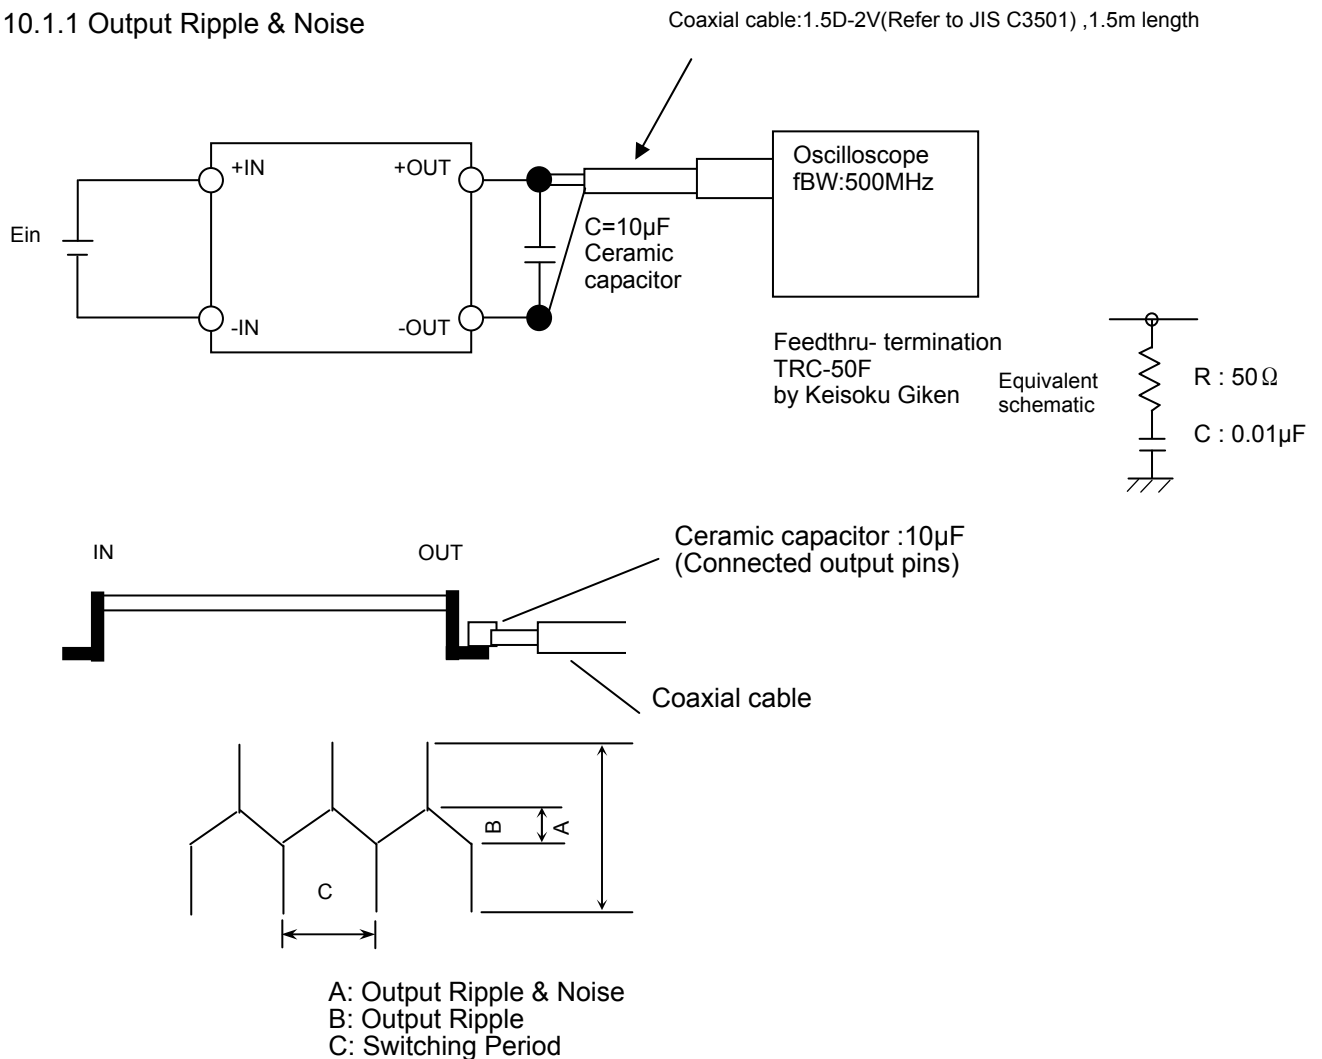 10.1.1 Output Ripple & Noise
Coaxial cable:1.5D-2V(Refer to JIS C3501) ,1.5m length
+IN
+OUT
Oscilloscope
fBW:500MHz
Ein
C=10µF
Ceramic
capacitor
-IN
-OUT
Feedthru- termination
TRC-50F
by Keisoku Giken
Equivalent
schematic
R : 50Ω
C : 0.01µF
IN
OUT
Ceramic capacitor :10µF
(Connected output pins)
Coaxial cable
B
A
C
A: Output Ripple & Noise
B: Output Ripple
C: Switching Period